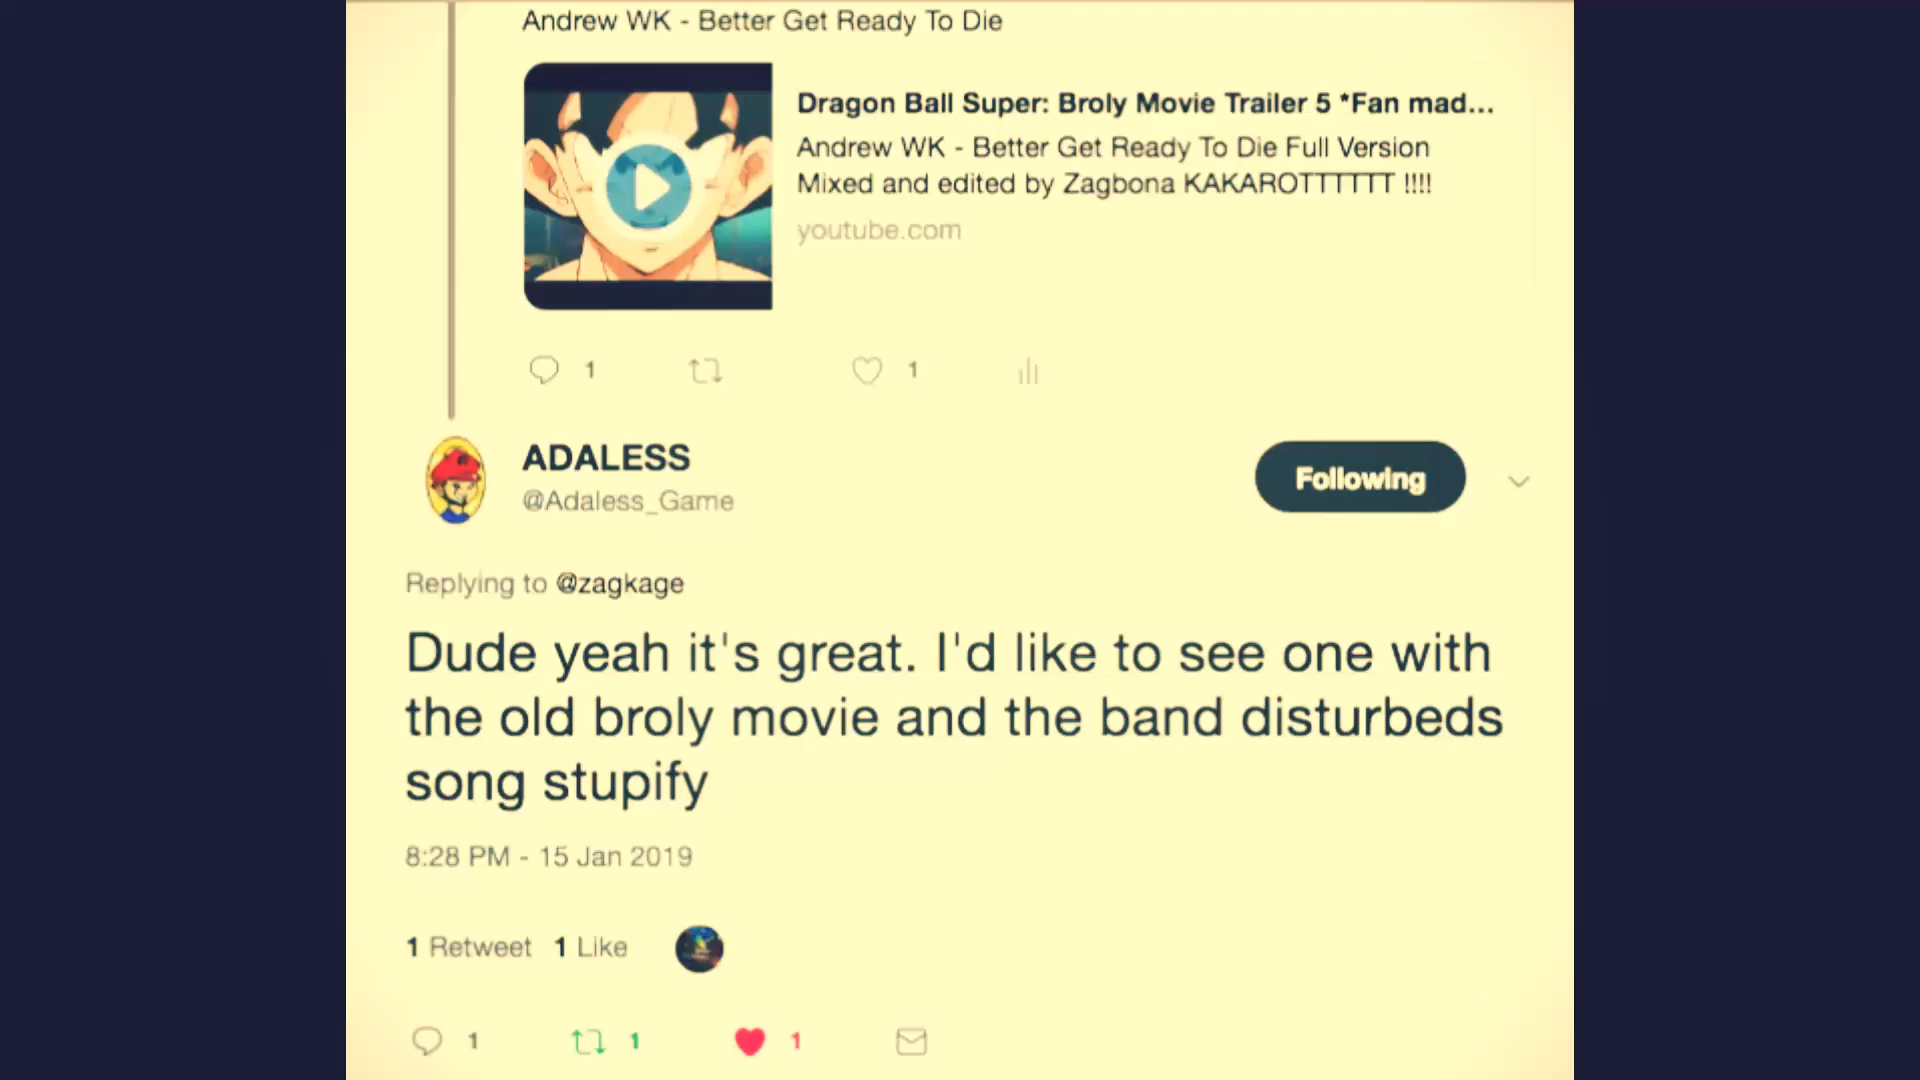 Andrew WK - Better Get Ready To Die
Dragon Ball Super: Broly Movie Trailer 5 *Fan mad...
Andrew WK - Better Get Ready To Die Full Version
Mixed and edited by Zagbona KAKAROTTTTTT !!!!
youtube.com
1
1
ADALESS
@Adaless_Game
Following
Replying to @zagkage
Dude yeah it's great. I'd like to see one with
the old broly movie and the band disturbeds
song stupify
8:28 PM - 15 Jan 2019
1 Retweet 1 Like
1
1
1